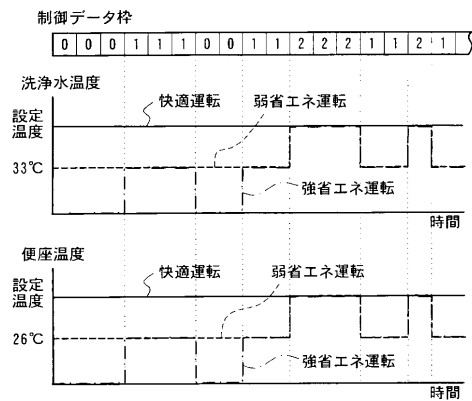 制御データ枠
0 0 0 1 1 1 0 0 1 1 2 2 2 1 1 2 1
洗浄水温度
快適運転
弱省エネ運転
設定
温度
33℃
強省エネ運転
時間
便座温度
快適運転
弱省エネ運転
設定
温度
26℃
強省エネ運転
時間